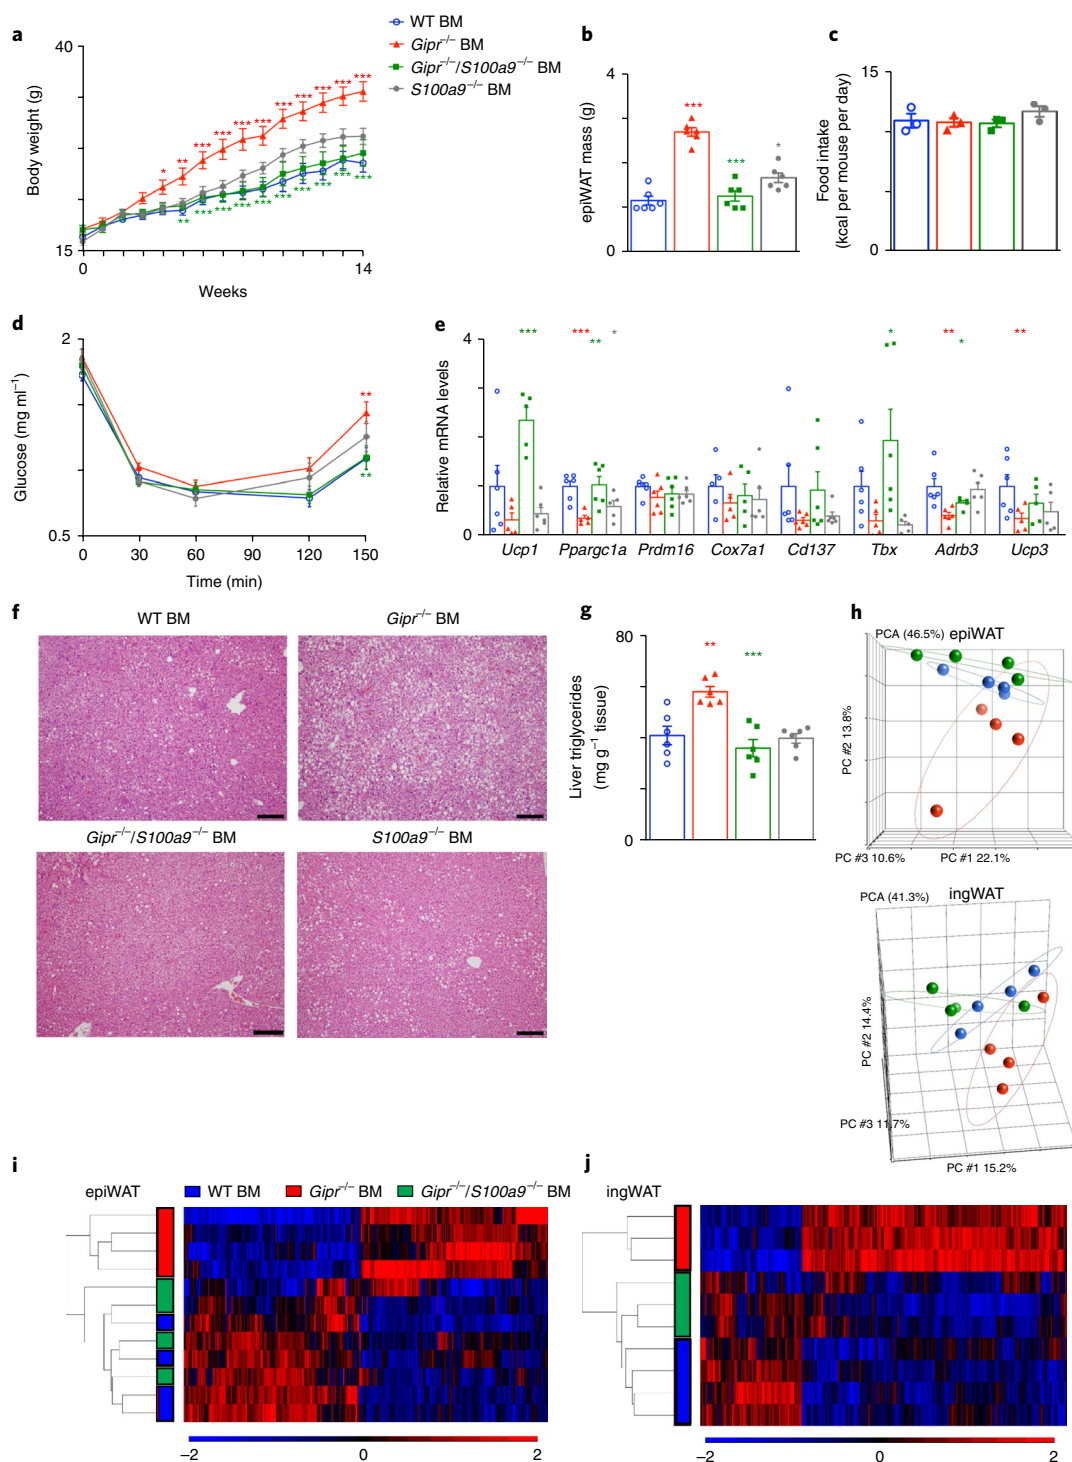 a
WT BM
Gipr−/− BM
Gipr−/−/S100a9−/− BM
S100a9−/− BM
40
15
Body weight (g)
0
14
Weeks
*
**
***
***
***
***
***
***
***
***
***
**
***
***
***
***
***
***
***
***
***
b
4
0
epiWAT mass (g)
***
***
*
c
15
0
Food intake
(kcal per mouse per day)
d
2
0.5
Glucose (mg ml−1)
0
30
60
90
120
150
Time (min)
**
**
e
4
0
Relative mRNA levels
***
***
**
*
*
**
*
**
Ucp1
Ppargc1a
Prdm16
Cox7a1
Cd137
Tbx
Adrb3
Ucp3
f
WT BM
Gipr−/− BM
Gipr−/−/S100a9−/− BM
S100a9−/− BM
g
80
0
Liver triglycerides
(mg g−1 tissue)
**
***
h
PCA (46.5%)
epiWAT
PC #2 13.8%
PC #3 10.6%
PC #1 22.1%
PCA (41.3%)
ingWAT
PC #2 14.4%
PC #3 11.7%
PC #1 15.2%
i
epiWAT
WT BM
Gipr−/− BM
Gipr−/−/S100a9−/− BM
−2
0
2
j
ingWAT
−2
0
2